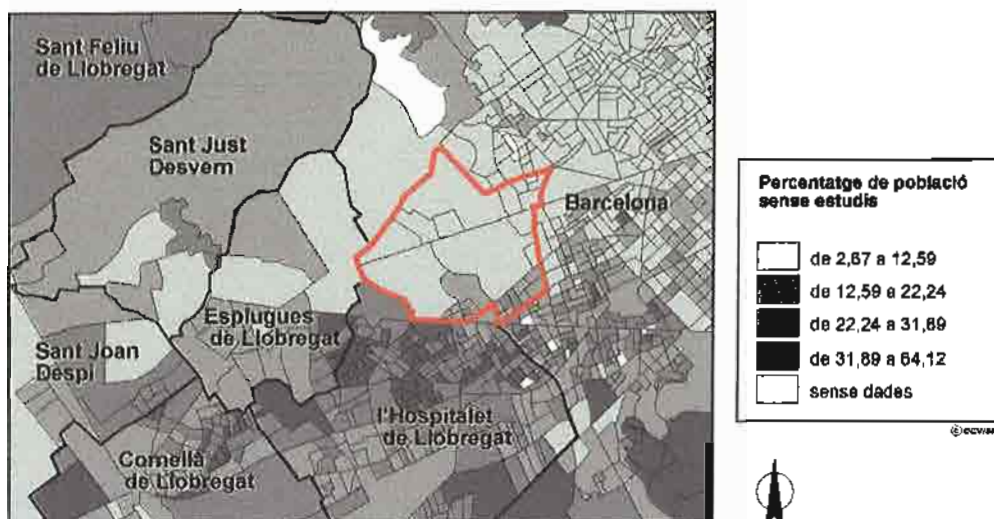 Sant Feliu
de Llobregat
Sant Just
Desvern
Barcelona
Esplugues
de Llobregat
Sant Joan
Despí
l'Hospitalet
de Llobregat
Cornellà
de Llobregat
Percentatge de població
sense estudis
de 2,67 a 12,59
de 12,59 a 22,24
de 22,24 a 31,89
de 31,89 a 64,12
sense dades